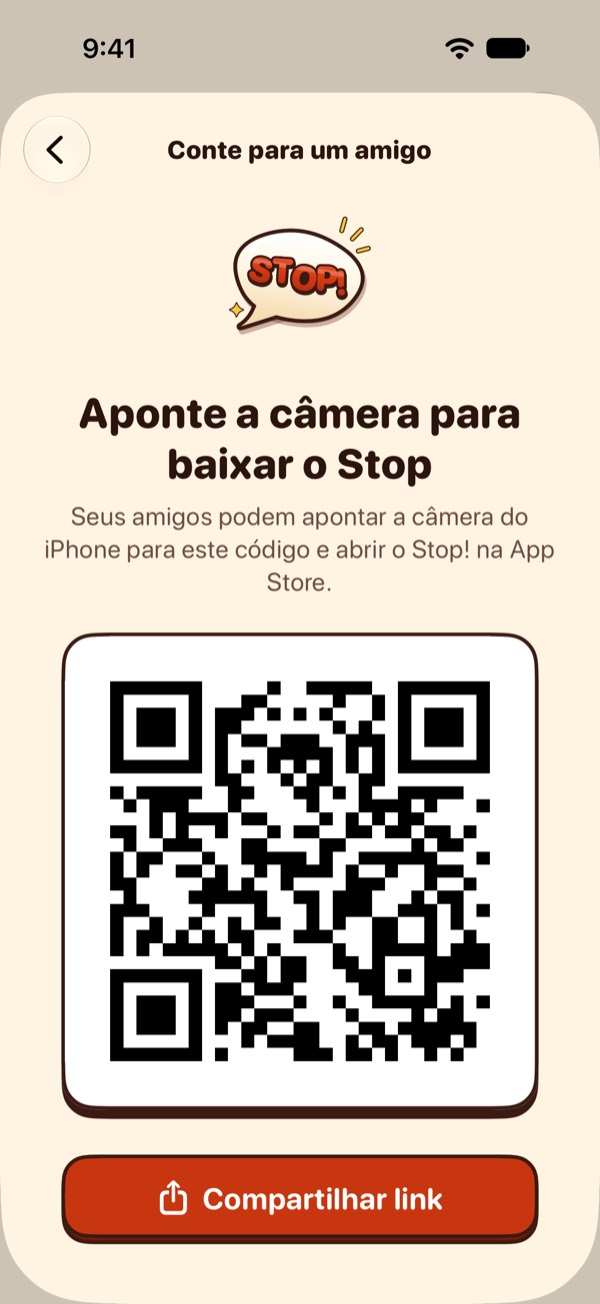 9:41
Conte para um amigo
STOP!
Aponte a câmera para
baixar o Stop
Seus amigos podem apontar a câmera do
iPhone para este código e abrir o Stop! na App
Store.
Compartilhar link